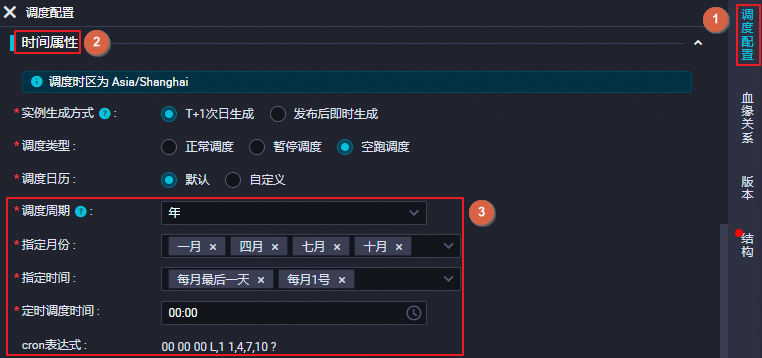 调度配置
时间属性 2
调度时区为 Asia/Shanghai
* 实例生成方式 ? : T+1次日生成 发布后即时生成
* 调度类型 : 正常调度 暂停调度 空跑调度
* 调度日历 : 默认 自定义
* 调度周期 ? : 年
3
* 指定月份 : 一月 × 四月 × 七月 × 十月 ×
* 指定时间 : 每月最后一天 × 每月1号 ×
* 定时调度时间 : 00:00
cron表达式 : 00 00 00 L,1 1,4,7,10 ?
1
调度配置
血缘关系
版本
结构